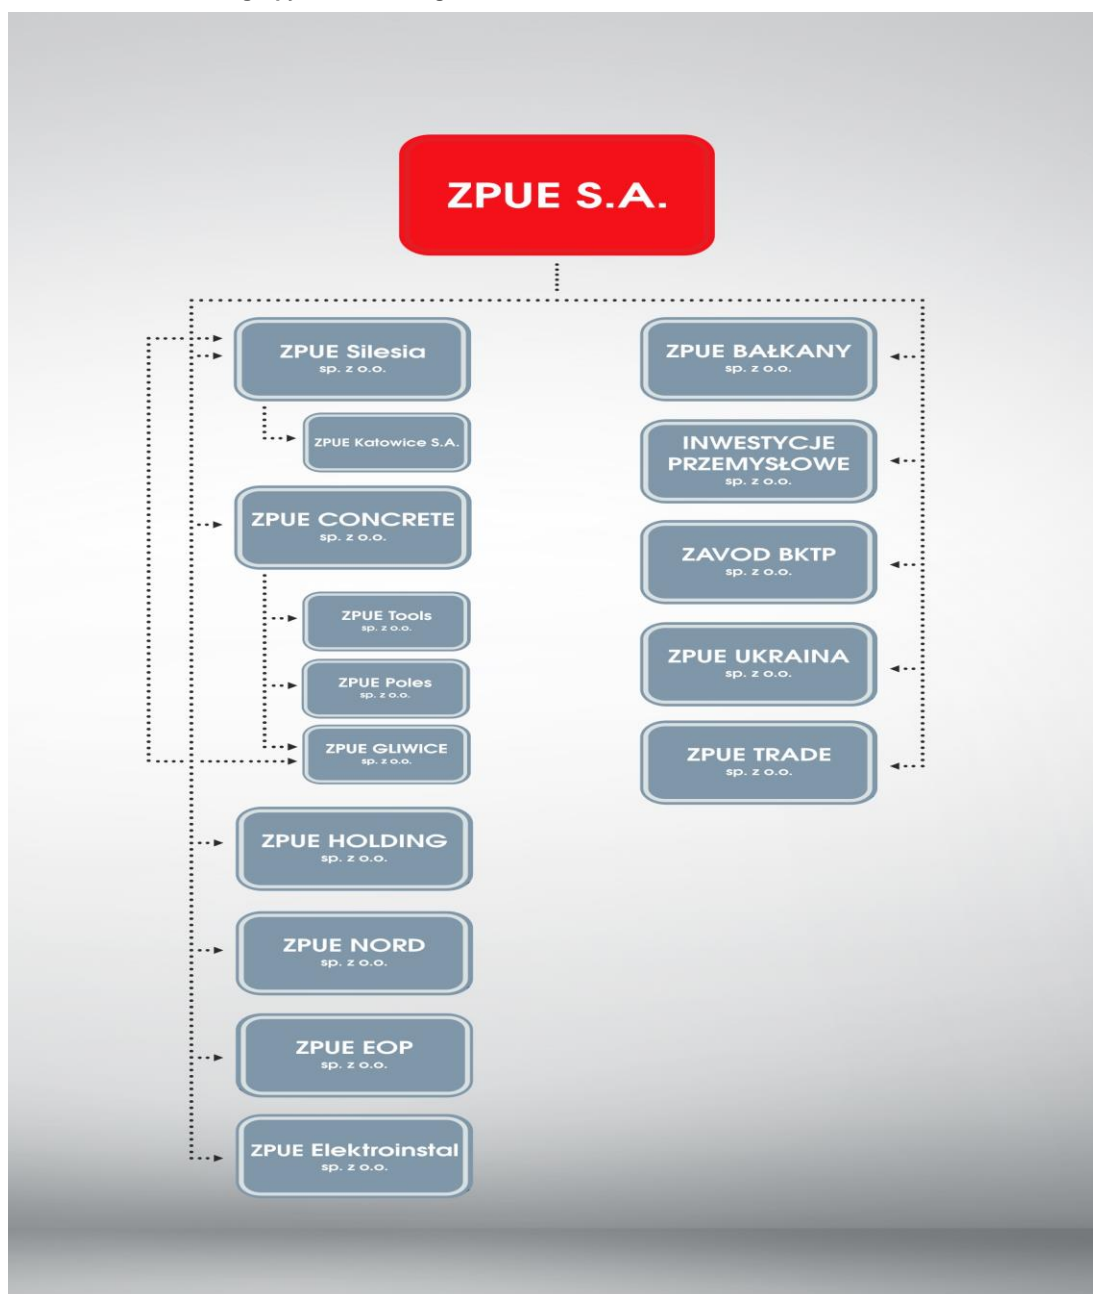 ZPUE S.A.
ZPUE Silesia
sp. z o.o.
ZPUE Katowice S.A.
ZPUE CONCRETE
sp. z o.o.
ZPUE Tools
sp. z o.o.
ZPUE Poles
sp. z o.o.
ZPUE GLIWICE
sp. z o.o.
ZPUE HOLDING
sp. z o.o.
ZPUE NORD
sp. z o.o.
ZPUE EOP
sp. z o.o.
ZPUE Elektroinstal
sp. z o.o.
ZPUE BAŁKANY
sp. z o.o.
INWESTYCJE
PRZEMYSŁOWE
sp. z o.o.
ZAVOD BKTP
sp. z o.o.
ZPUE UKRAINA
sp. z o.o.
ZPUE TRADE
sp. z o.o.